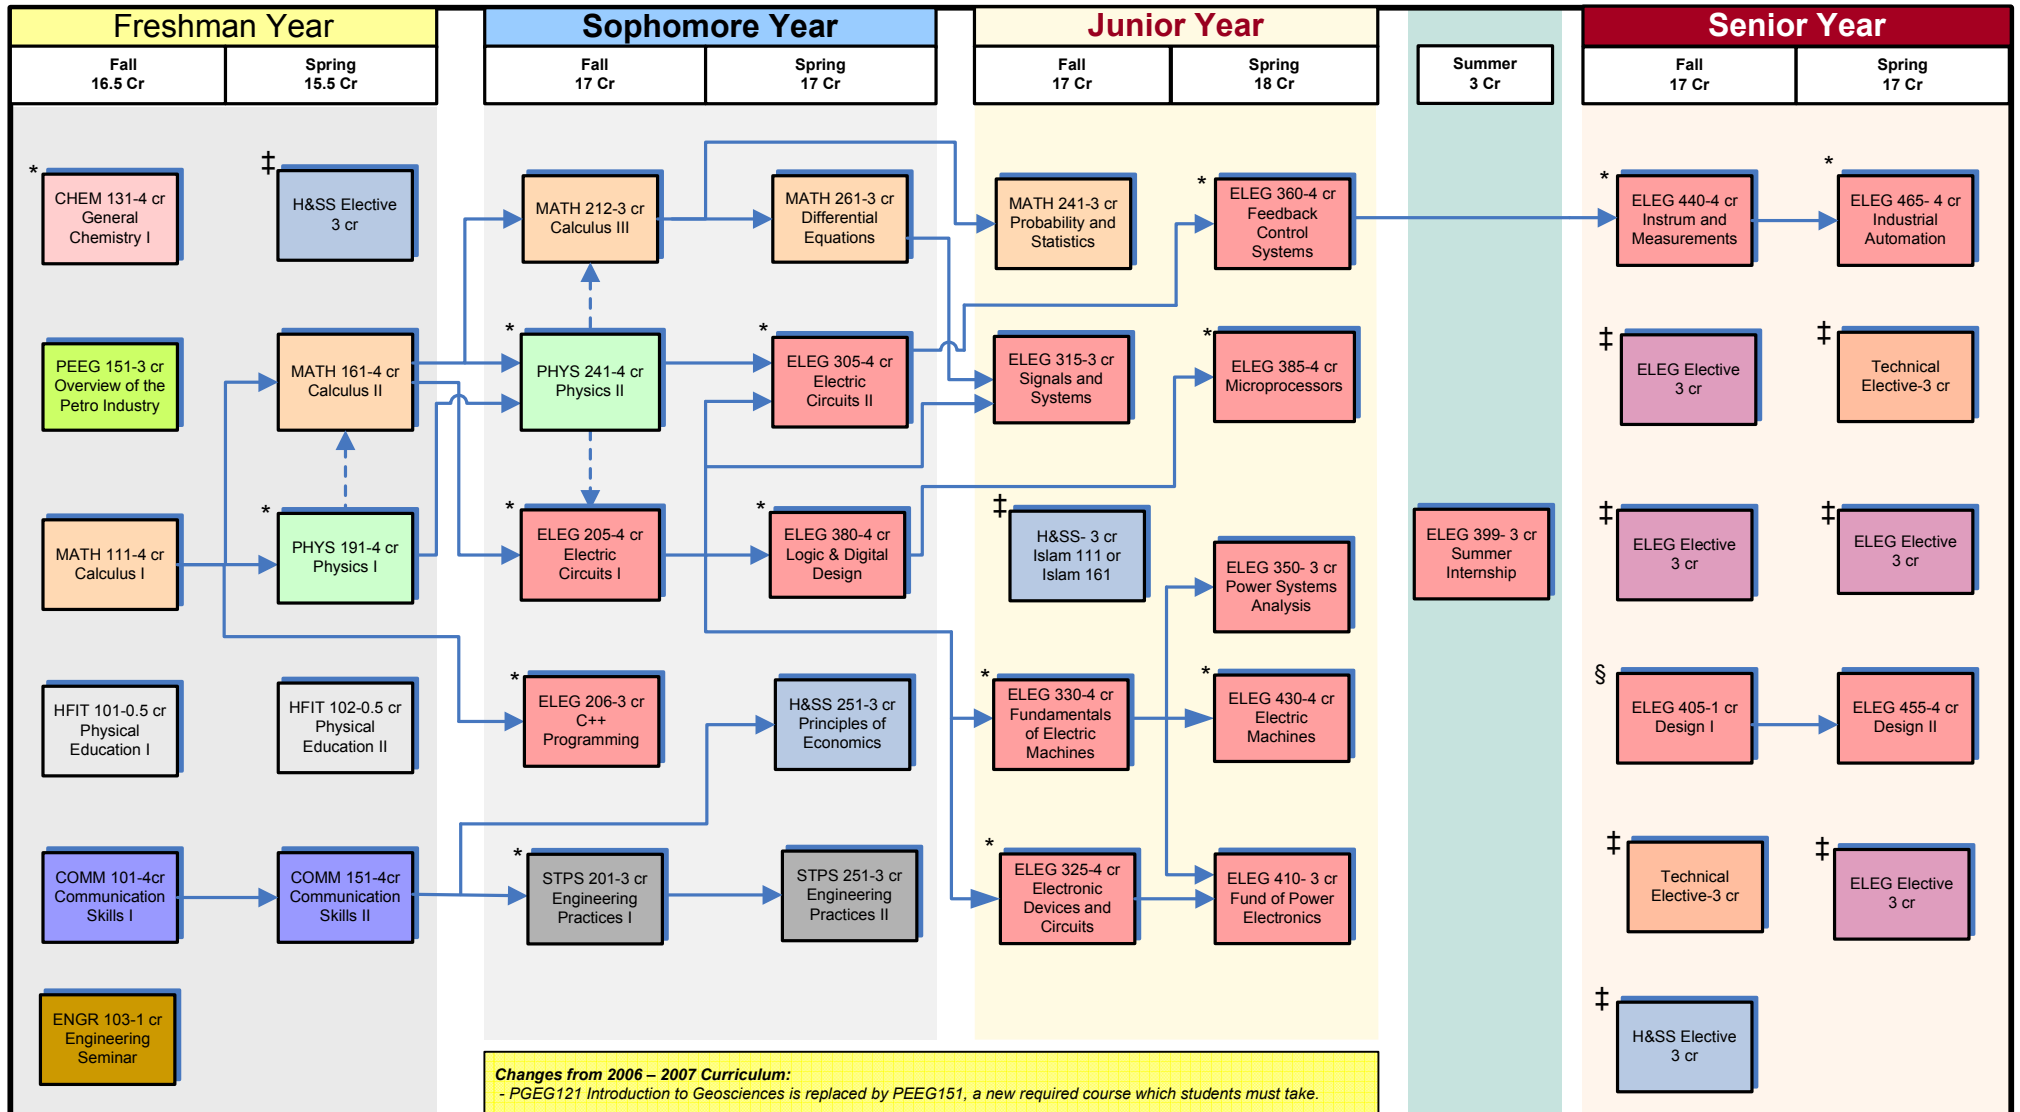 Freshman Year
Fall
16.5 Cr
Spring
15.5 Cr
*
CHEM 131-4 cr
General
Chemistry I
‡
H&SS Elective
3 cr
PEEG 151-3 cr
Overview of the
Petro Industry
MATH 161-4 cr
Calculus II
MATH 111-4 cr
Calculus I
*
PHYS 191-4 cr
Physics I
HFIT 101-0.5 cr
Physical
Education I
HFIT 102-0.5 cr
Physical
Education II
COMM 101-4cr
Communication
Skills I
COMM 151-4cr
Communication
Skills II
ENGR 103-1 cr
Engineering
Seminar
Sophomore Year
Fall
17 Cr
Spring
17 Cr
MATH 212-3 cr
Calculus III
MATH 261-3 cr
Differential
Equations
*
PHYS 241-4 cr
Physics II
*
ELEG 305-4 cr
Electric
Circuits II
*
ELEG 205-4 cr
Electric
Circuits I
*
ELEG 380-4 cr
Logic & Digital
Design
*
ELEG 206-3 cr
C++
Programming
H&SS 251-3 cr
Principles of
Economics
*
STPS 201-3 cr
Engineering
Practices I
STPS 251-3 cr
Engineering
Practices II
Junior Year
Fall
17 Cr
Spring
18 Cr
MATH 241-3 cr
Probability and
Statistics
*
ELEG 360-4 cr
Feedback
Control
Systems
ELEG 315-3 cr
Signals and
Systems
*
ELEG 385-4 cr
Microprocessors
‡
H&SS- 3 cr
Islam 111 or
Islam 161
ELEG 350- 3 cr
Power Systems
Analysis
*
ELEG 330-4 cr
Fundamentals
of Electric
Machines
*
ELEG 430-4 cr
Electric
Machines
*
ELEG 325-4 cr
Electronic
Devices and
Circuits
ELEG 410- 3 cr
Fund of Power
Electronics
Summer
3 Cr
ELEG 399- 3 cr
Summer
Internship
Senior Year
Fall
17 Cr
Spring
17 Cr
*
ELEG 440-4 cr
Instrum and
Measurements
*
ELEG 465- 4 cr
Industrial
Automation
‡
ELEG Elective
3 cr
‡
Technical
Elective-3 cr
‡
ELEG Elective
3 cr
‡
ELEG Elective
3 cr
§
ELEG 405-1 cr
Design I
ELEG 455-4 cr
Design II
‡
Technical
Elective-3 cr
‡
ELEG Elective
3 cr
‡
H&SS Elective
3 cr
Changes from 2006 – 2007 Curriculum:
- PGEG121 Introduction to Geosciences is replaced by PEEG151, a new required course which students must take.